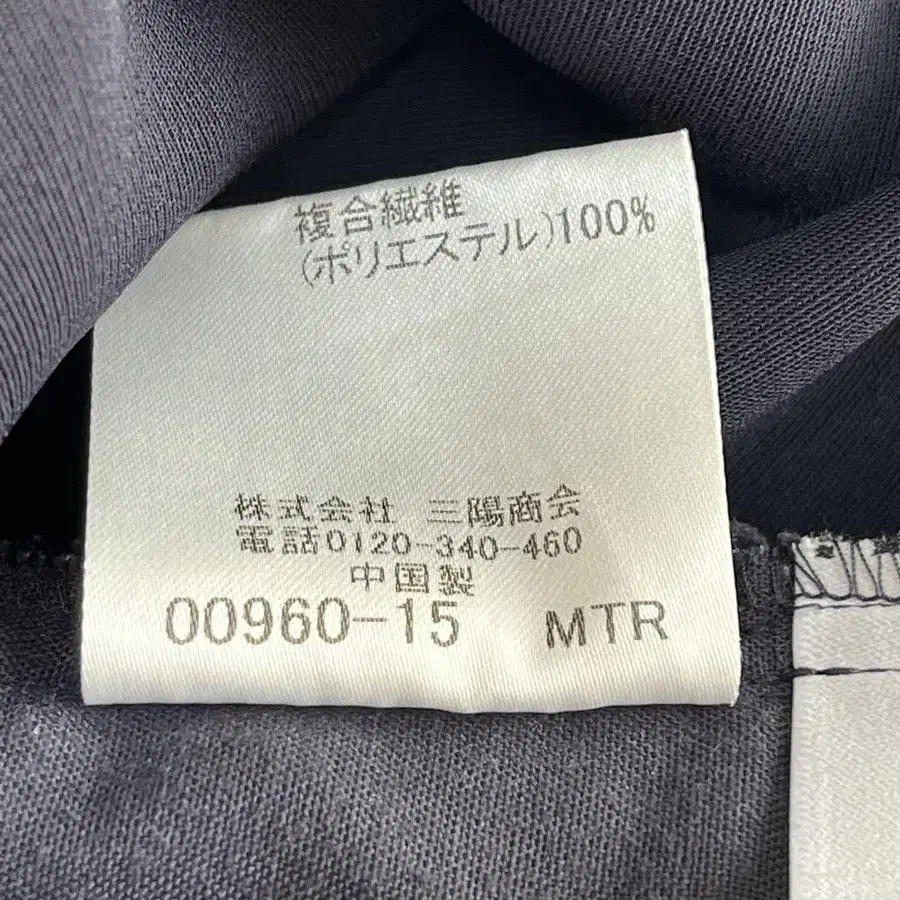 複合繊維
(ポリエステル)100%
株式会社 三陽商会
電話0120-340-460
中国製
00960-15 MTR